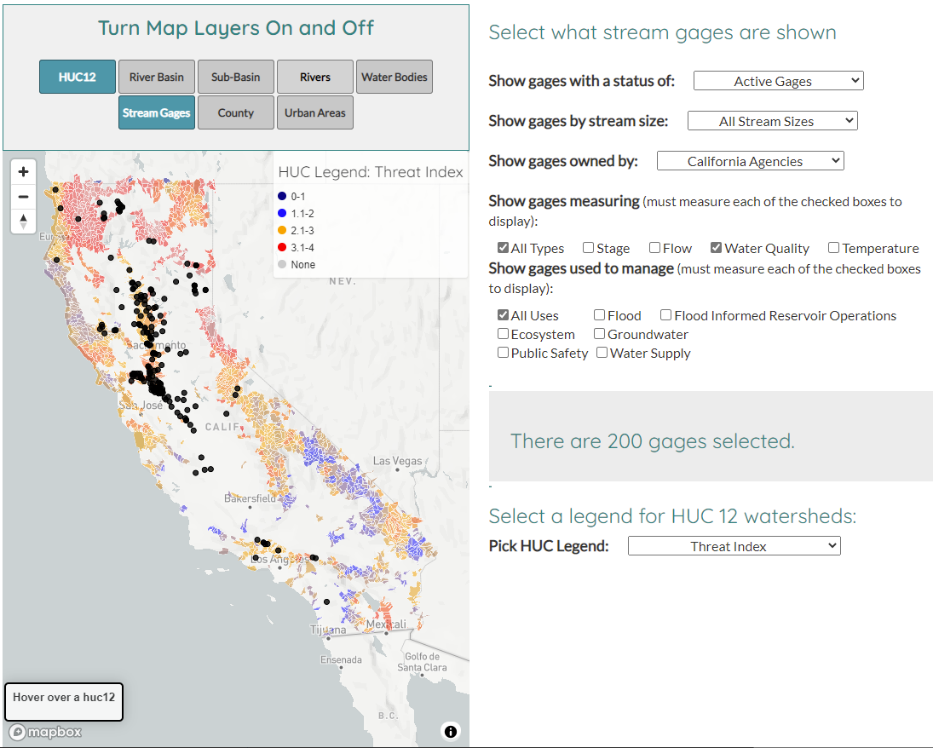 Turn Map Layers On and Off
HUC12
River Basin
Sub-Basin
Rivers
Water Bodies
Stream Gages
County
Urban Areas
HUC Legend: Threat Index
0-1
1.1-2
2.1-3
3.1-4
None
NEV.
Sacramento
San Jose
CALIF.
Las Vegas
Bakersfield
Los Angeles
Tijuana
Mexicali
Ensenada
Golfo de
Santa Clara
B.C.
Hover over a huc12
mapbox
Select what stream gages are shown
Show gages with a status of: Active Gages
Show gages by stream size: All Stream Sizes
Show gages owned by: California Agencies
Show gages measuring (must measure each of the checked boxes to
display):
All Types Stage Flow Water Quality Temperature
Show gages used to manage (must measure each of the checked boxes
to display):
All Uses Flood Flood Informed Reservoir Operations
Ecosystem Groundwater
Public Safety Water Supply
There are 200 gages selected.
Select a legend for HUC 12 watersheds:
Pick HUC Legend: Threat Index